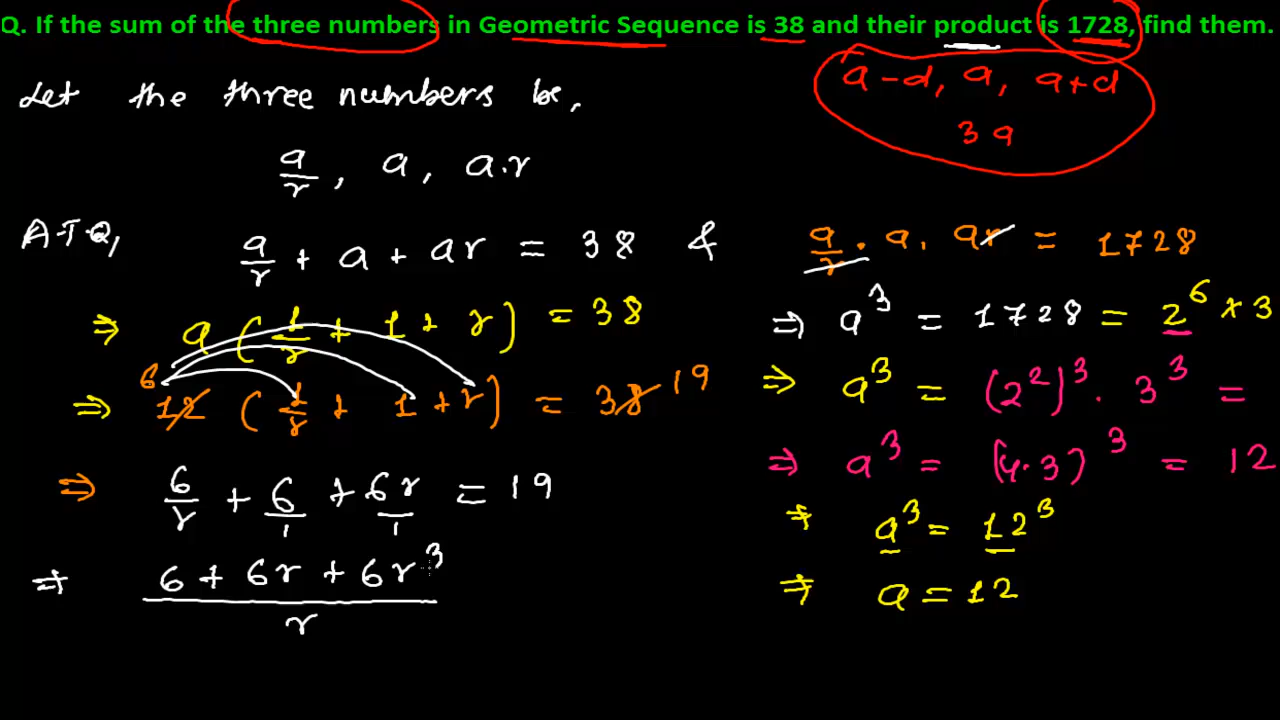 Q. If the sum of the three numbers in Geometric Sequence is 38 and their product is 1728, find them.
Let the three numbers be,
a-d, a, a+d
3a
a/r, a, a.r
A.T.Q,
a/r + a + ar = 38 & a/r . a . ar = 1728
⇒ a (1/r + 1 + r) = 38
⇒ a³ = 1728 = 2⁶ × 3
⇒ 12 (1/r + 1 + r) = 38
6
19
⇒ a³ = (2²)³ . 3³ =
⇒ 6/r + 6/1 + 6r/1 = 19
⇒ a³ = (4.3)³ = 12
⇒ a³ = 12³
⇒ (6 + 6r + 6r³)/r
⇒ a = 12